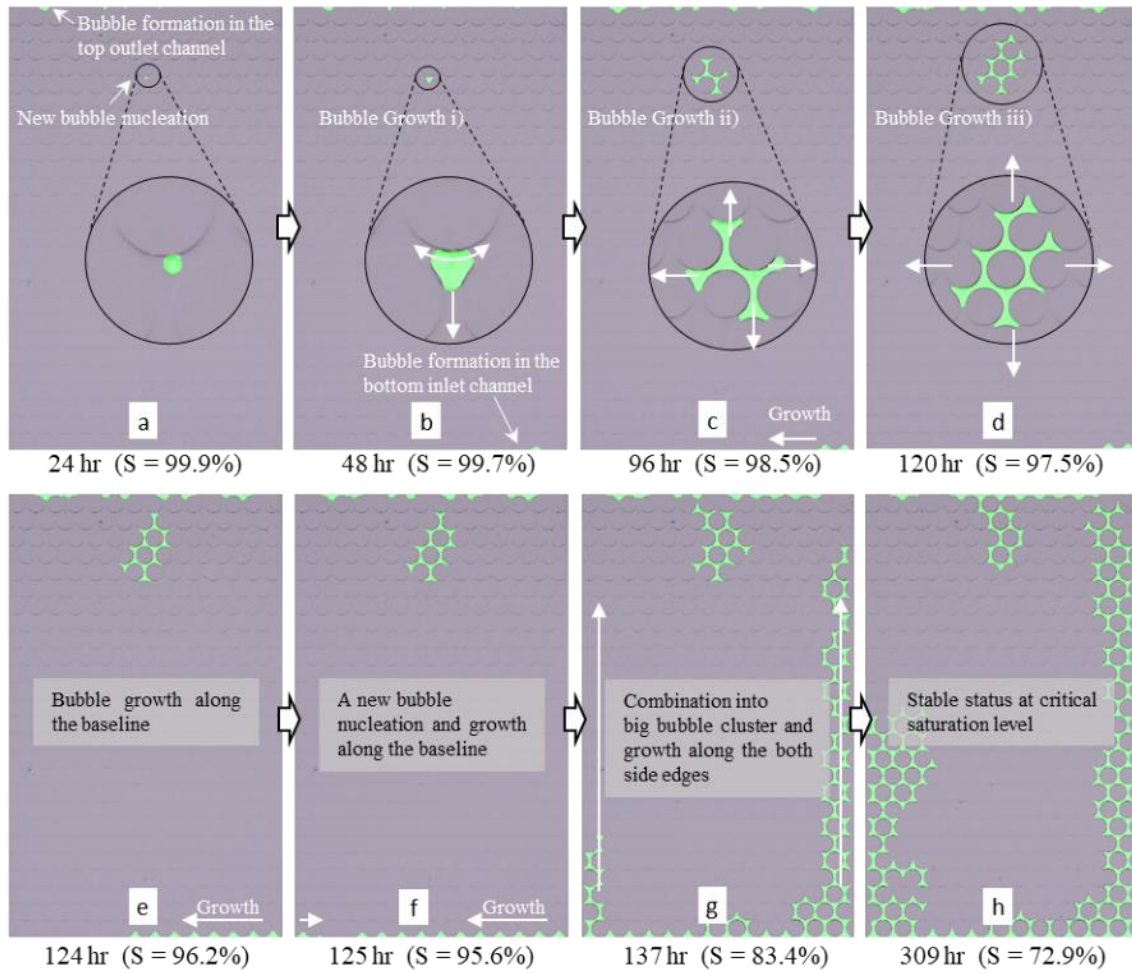 Bubble formation in the
top outlet channel
New bubble nucleation
a
24 hr (S = 99.9%)
Bubble Growth i)
Bubble formation in the
bottom inlet channel
b
48 hr (S = 99.7%)
Bubble Growth ii)
c
Growth
96 hr (S = 98.5%)
Bubble Growth iii)
d
120 hr (S = 97.5%)
Bubble growth along
the baseline
e
Growth
124 hr (S = 96.2%)
A new bubble
nucleation and growth
along the baseline
f
Growth
125 hr (S = 95.6%)
Combination into
big bubble cluster and
growth along the both
side edges
g
137 hr (S = 83.4%)
Stable status at critical
saturation level
h
309 hr (S = 72.9%)